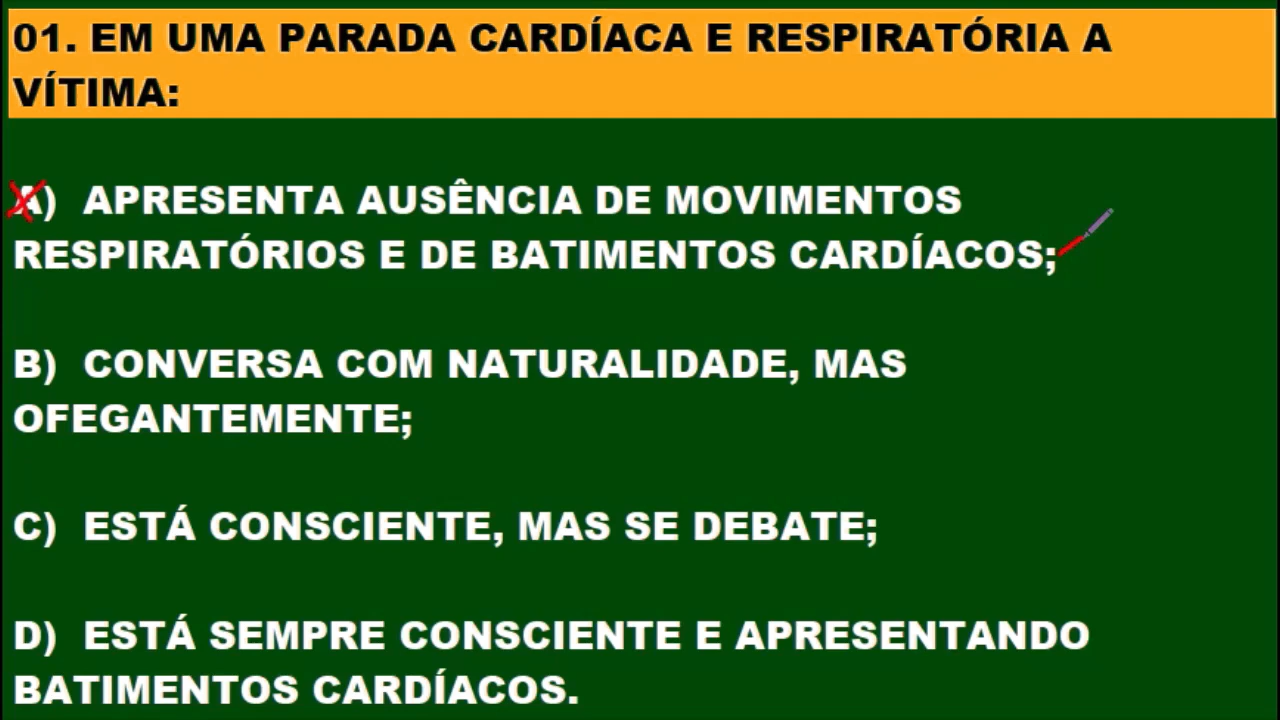 01. EM UMA PARADA CARDÍACA E RESPIRATÓRIA A
VÍTIMA:
A) APRESENTA AUSÊNCIA DE MOVIMENTOS
RESPIRATÓRIOS E DE BATIMENTOS CARDÍACOS;
B) CONVERSA COM NATURALIDADE, MAS
OFEGANTEMENTE;
C) ESTÁ CONSCIENTE, MAS SE DEBATE;
D) ESTÁ SEMPRE CONSCIENTE E APRESENTANDO
BATIMENTOS CARDÍACOS.